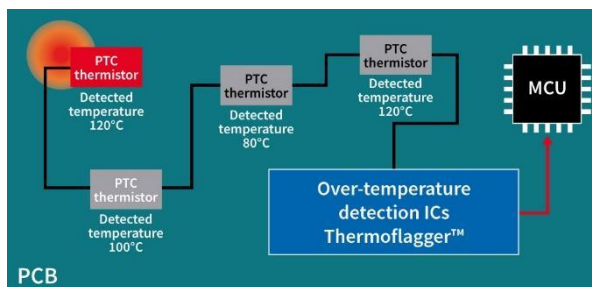 PTC
thermistor
Detected
temperature
120°C
PTC
thermistor
Detected
temperature
100°C
PTC
thermistor
Detected
temperature
80°C
PTC
thermistor
Detected
temperature
120°C
MCU
Over-temperature
detection ICs
Thermoflagger™
PCB